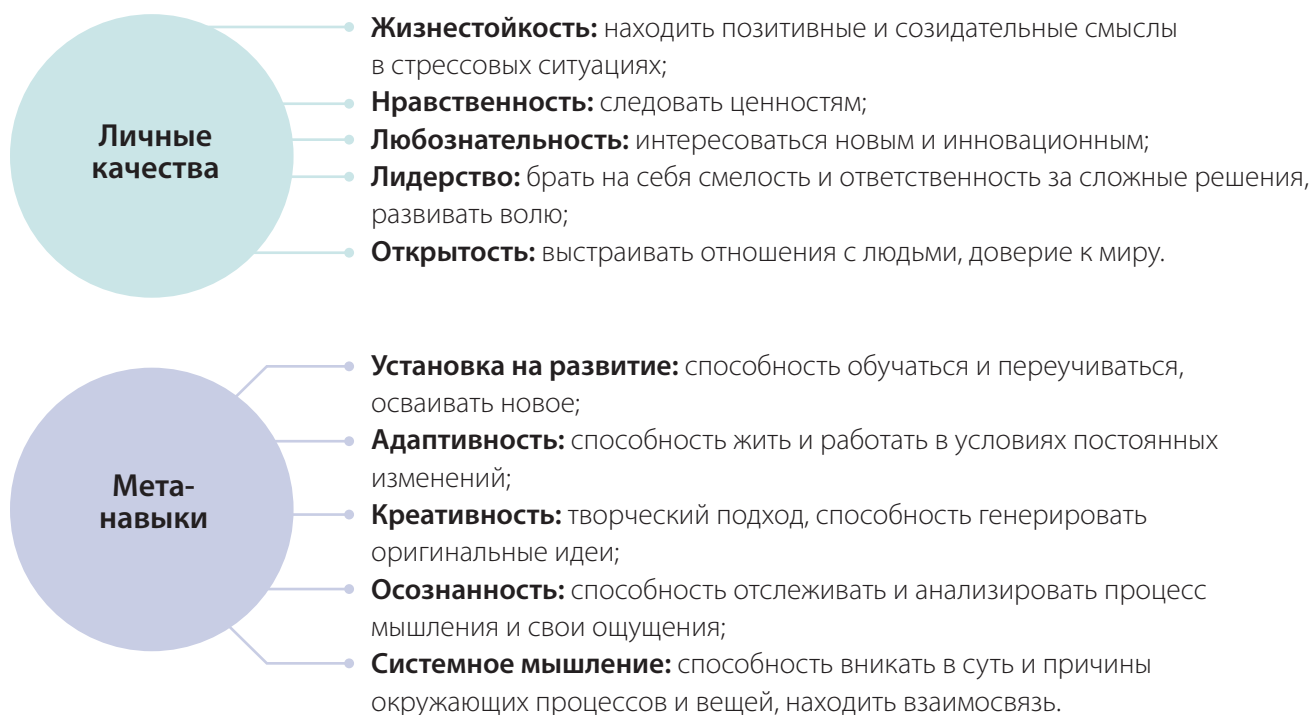 Личные
качества
Жизнестойкость: находить позитивные и созидательные смыслы
в стрессовых ситуациях;
Нравственность: следовать ценностям;
Любознательность: интересоваться новым и инновационным;
Лидерство: брать на себя смелость и ответственность за сложные решения,
развивать волю;
Открытость: выстраивать отношения с людьми, доверие к миру.
Мета-
навыки
Установка на развитие: способность обучаться и переучиваться,
осваивать новое;
Адаптивность: способность жить и работать в условиях постоянных
изменений;
Креативность: творческий подход, способность генерировать
оригинальные идеи;
Осознанность: способность отслеживать и анализировать процесс
мышления и свои ощущения;
Системное мышление: способность вникать в суть и причины
окружающих процессов и вещей, находить взаимосвязь.